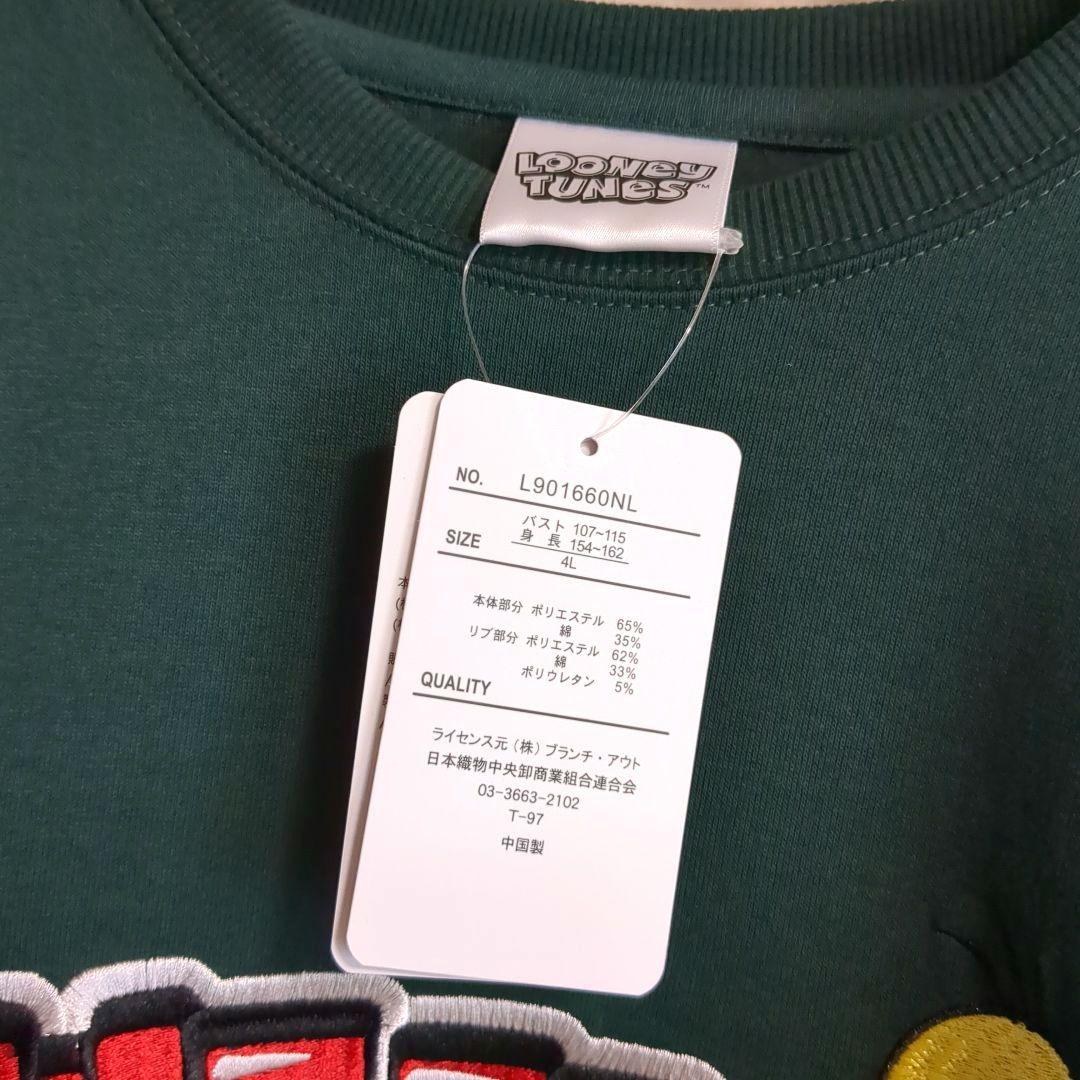 LOONEY
TUNES™
NO. L901660NL
バスト 107~115
SIZE 身 長 154~162
4L
本体部分 ポリエステル 65%
綿 35%
リブ部分 ポリエステル 62%
綿 33%
ポリウレタン 5%
QUALITY
ライセンス元(株)ブランチ・アウト
日本織物中央卸商業組合連合会
03-3663-2102
T-97
中国製